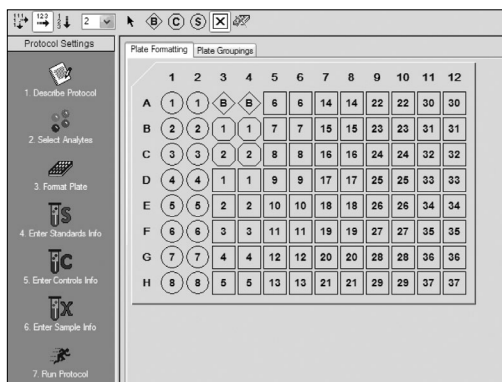 2 B C S X
Protocol Settings
1. Describe Protocol
2. Select Analytes
3. Format Plate
S
4. Enter Standards Info
C
5. Enter Controls Info
X
6. Enter Sample Info
7. Run Protocol
Plate Formatting Plate Groupings
1 2 3 4 5 6 7 8 9 10 11 12
A 1 1 B B 6 6 14 14 22 22 30 30
B 2 2 1 1 7 7 15 15 23 23 31 31
C 3 3 2 2 8 8 16 16 24 24 32 32
D 4 4 1 1 9 9 17 17 25 25 33 33
E 5 5 2 2 10 10 18 18 26 26 34 34
F 6 6 3 3 11 11 19 19 27 27 35 35
G 7 7 4 4 12 12 20 20 28 28 36 36
H 8 8 5 5 13 13 21 21 29 29 37 37